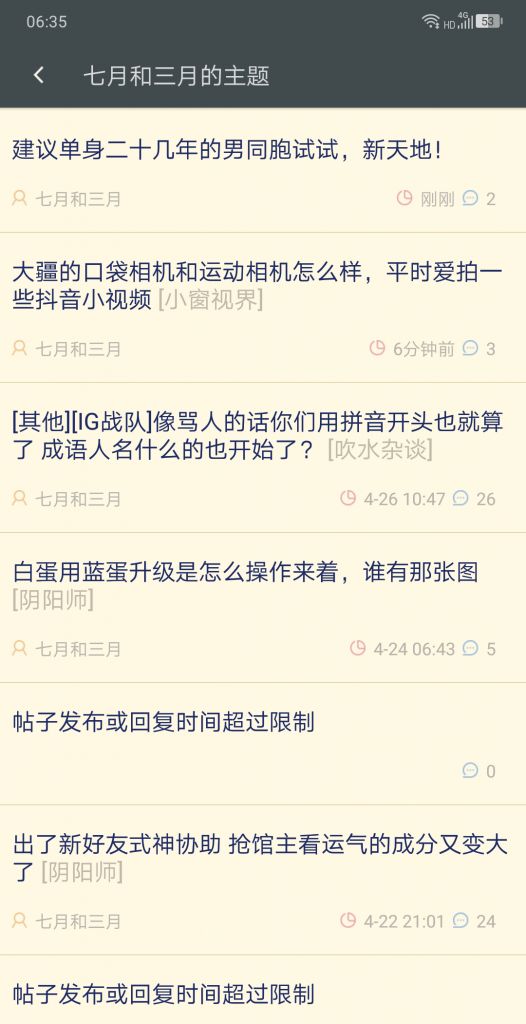 06:35
HD 4G 53
七月和三月的主题
建议单身二十几年的男同胞试试，新天地！
七月和三月 刚刚 2
大疆的口袋相机和运动相机怎么样，平时爱拍一
些抖音小视频 [小窗视界]
七月和三月 6分钟前 3
[其他][IG战队]像骂人的话你们用拼音开头也就算
了 成语人名什么的也开始了？ [吹水杂谈]
七月和三月 4-26 10:47 26
白蛋用蓝蛋升级是怎么操作来着，谁有那张图
[阴阳师]
七月和三月 4-24 06:43 5
帖子发布或回复时间超过限制
0
出了新好友式神协助 抢馆主看运气的成分又变大
了 [阴阳师]
七月和三月 4-22 21:01 24
帖子发布或回复时间超过限制